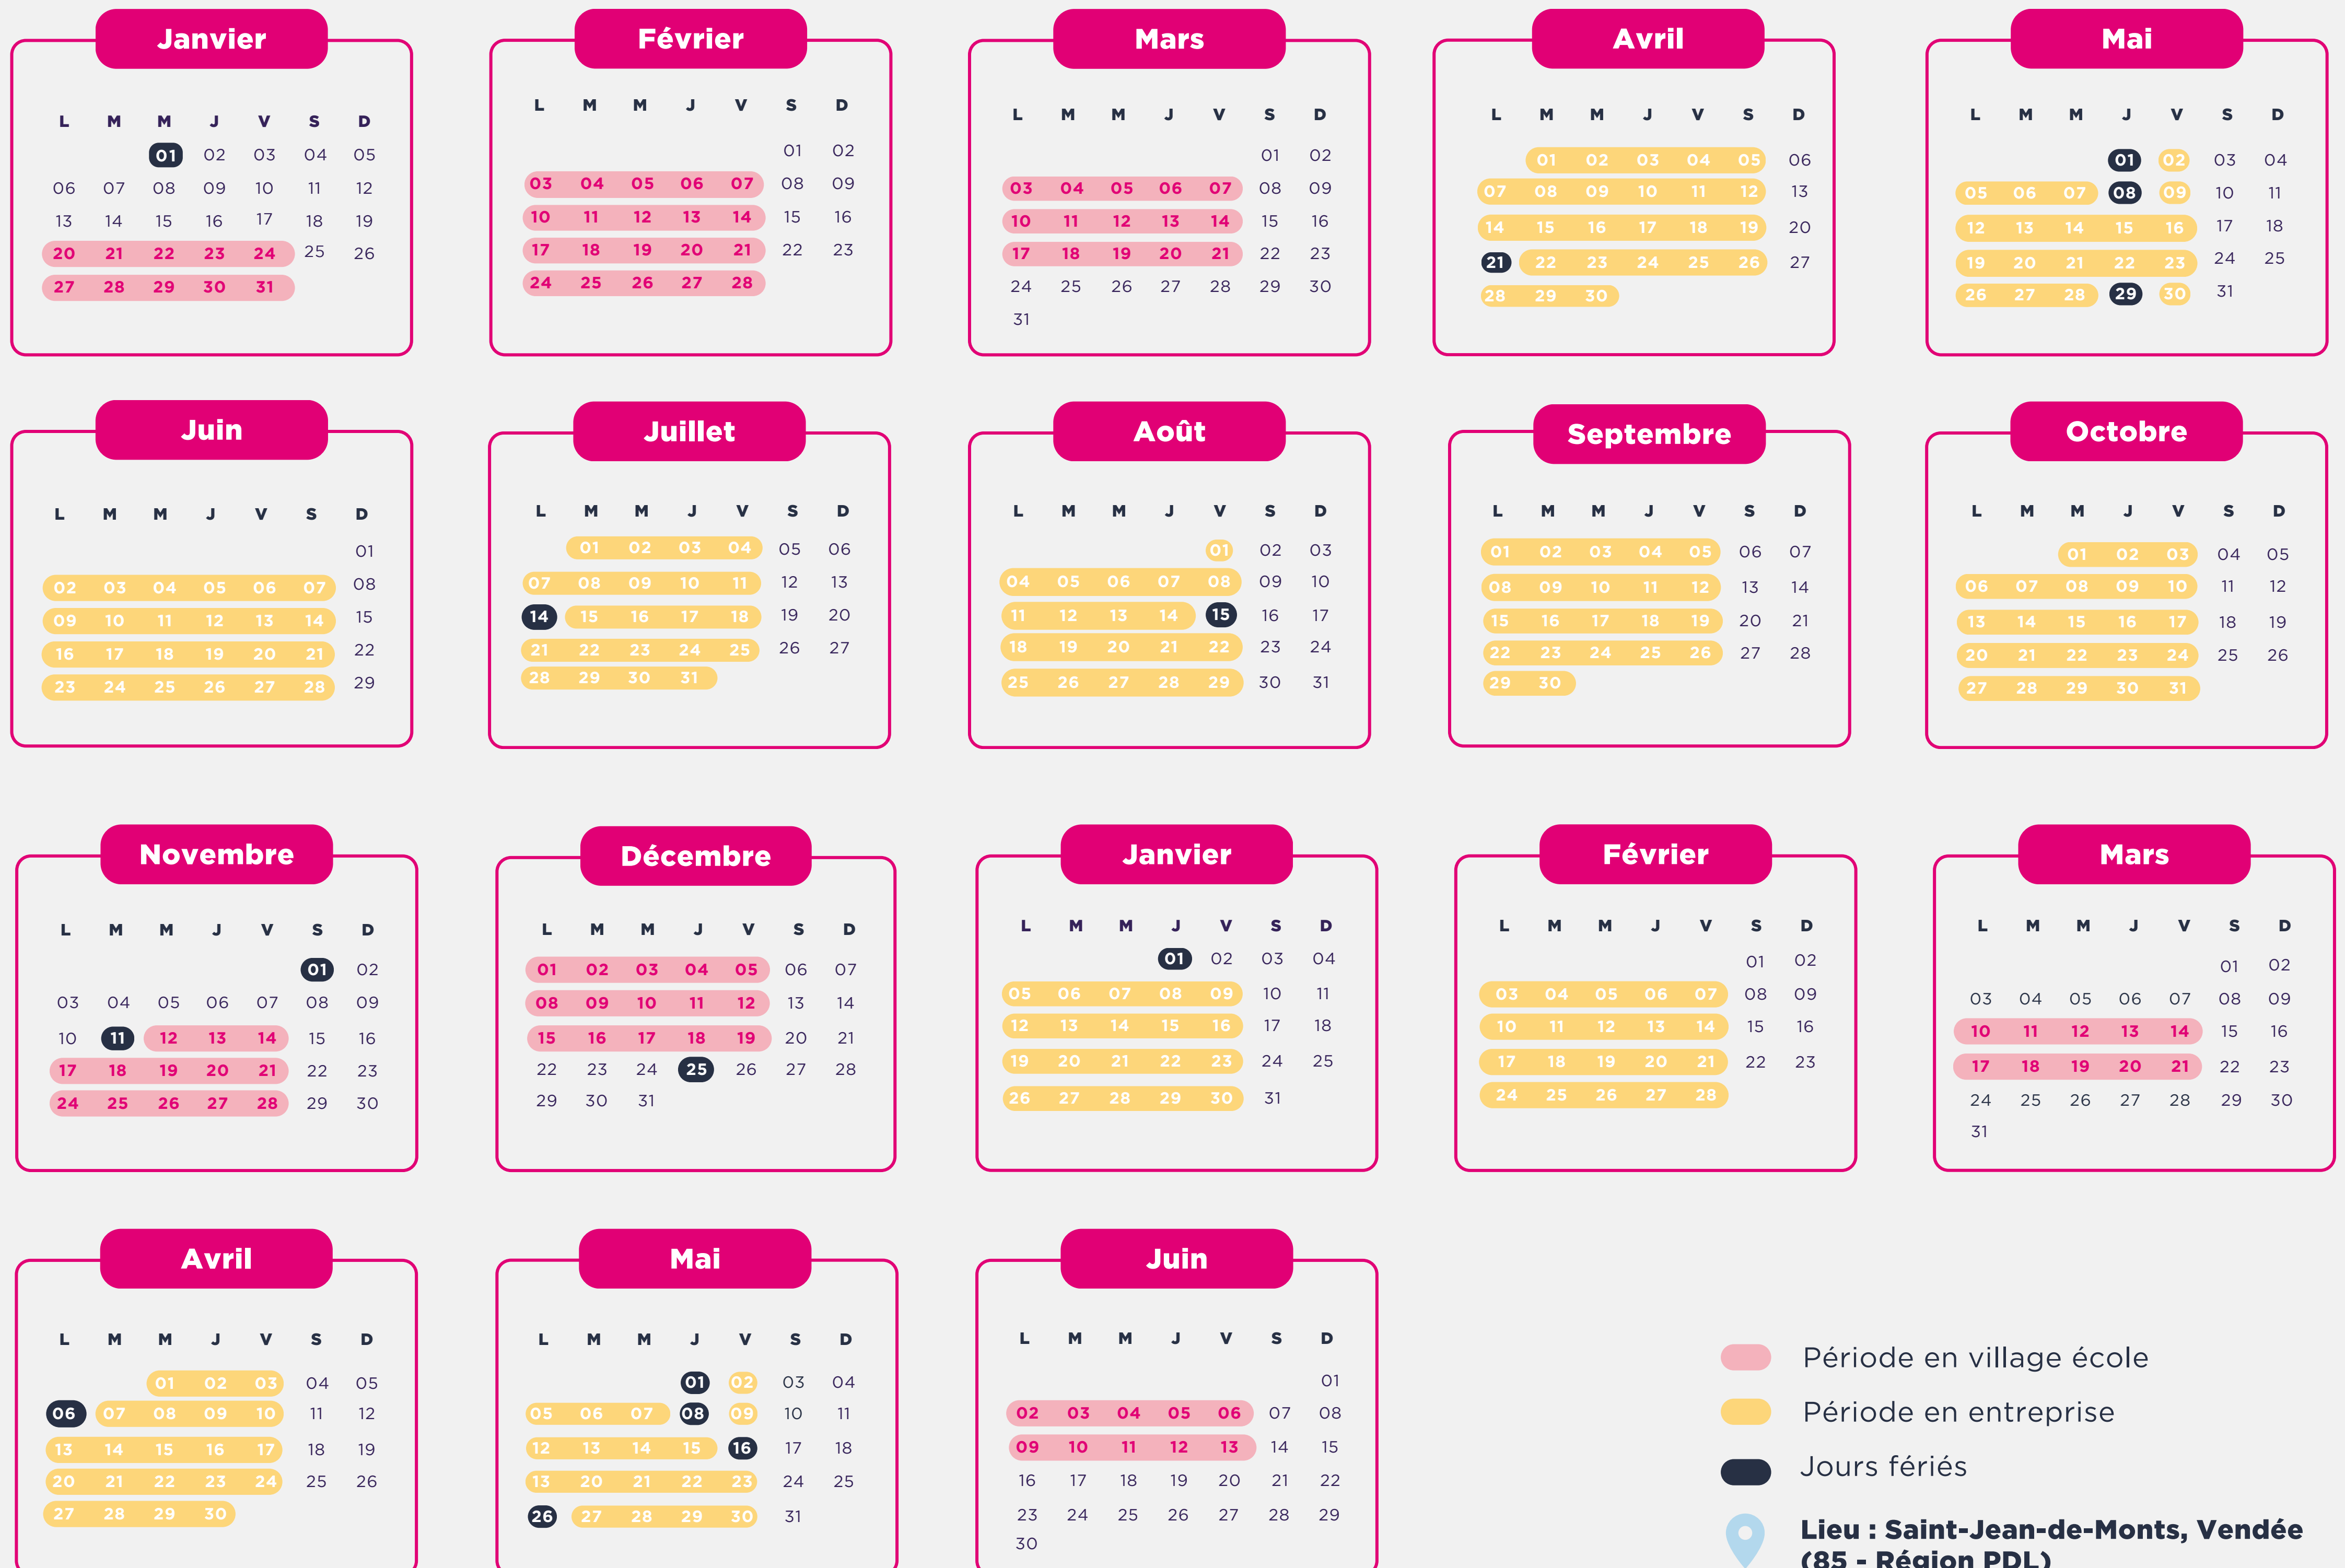 Janvier
L M M J V S D
01 02 03 04 05
06 07 08 09 10 11 12
13 14 15 16 17 18 19
20 21 22 23 24 25 26
27 28 29 30 31
Février
L M M J V S D
01 02
03 04 05 06 07 08 09
10 11 12 13 14 15 16
17 18 19 20 21 22 23
24 25 26 27 28
Mars
L M M J V S D
01 02
03 04 05 06 07 08 09
10 11 12 13 14 15 16
17 18 19 20 21 22 23
24 25 26 27 28 29 30
31
Avril
L M M J V S D
01 02 03 04 05 06
07 08 09 10 11 12 13
14 15 16 17 18 19 20
21 22 23 24 25 26 27
28 29 30
Mai
L M M J V S D
01 02 03 04
05 06 07 08 09 10 11
12 13 14 15 16 17 18
19 20 21 22 23 24 25
26 27 28 29 30 31
Juin
L M M J V S D
01
02 03 04 05 06 07 08
09 10 11 12 13 14 15
16 17 18 19 20 21 22
23 24 25 26 27 28 29
Juillet
L M M J V S D
01 02 03 04 05 06
07 08 09 10 11 12 13
14 15 16 17 18 19 20
21 22 23 24 25 26 27
28 29 30 31
Août
L M M J V S D
01 02 03
04 05 06 07 08 09 10
11 12 13 14 15 16 17
18 19 20 21 22 23 24
25 26 27 28 29 30 31
Septembre
L M M J V S D
01 02 03 04 05 06 07
08 09 10 11 12 13 14
15 16 17 18 19 20 21
22 23 24 25 26 27 28
29 30
Octobre
L M M J V S D
01 02 03 04 05
06 07 08 09 10 11 12
13 14 15 16 17 18 19
20 21 22 23 24 25 26
27 28 29 30 31
Novembre
L M M J V S D
01 02
03 04 05 06 07 08 09
10 11 12 13 14 15 16
17 18 19 20 21 22 23
24 25 26 27 28 29 30
Décembre
L M M J V S D
01 02 03 04 05 06 07
08 09 10 11 12 13 14
15 16 17 18 19 20 21
22 23 24 25 26 27 28
29 30 31
Janvier
L M M J V S D
01 02 03 04
05 06 07 08 09 10 11
12 13 14 15 16 17 18
19 20 21 22 23 24 25
26 27 28 29 30 31
Février
L M M J V S D
01 02
03 04 05 06 07 08 09
10 11 12 13 14 15 16
17 18 19 20 21 22 23
24 25 26 27 28
Mars
L M M J V S D
01 02
03 04 05 06 07 08 09
10 11 12 13 14 15 16
17 18 19 20 21 22 23
24 25 26 27 28 29 30
31
Avril
L M M J V S D
01 02 03 04 05
06 07 08 09 10 11 12
13 14 15 16 17 18 19
20 21 22 23 24 25 26
27 28 29 30
Mai
L M M J V S D
01 02 03 04
05 06 07 08 09 10 11
12 13 14 15 16 17 18
13 20 21 22 23 24 25
26 27 28 29 30 31
Juin
L M M J V S D
01
02 03 04 05 06 07 08
09 10 11 12 13 14 15
16 17 18 19 20 21 22
23 24 25 26 27 28 29
30
Période en village école
Période en entreprise
Jours fériés
Lieu : Saint-Jean-de-Monts, Vendée
(85 - Région PDL)